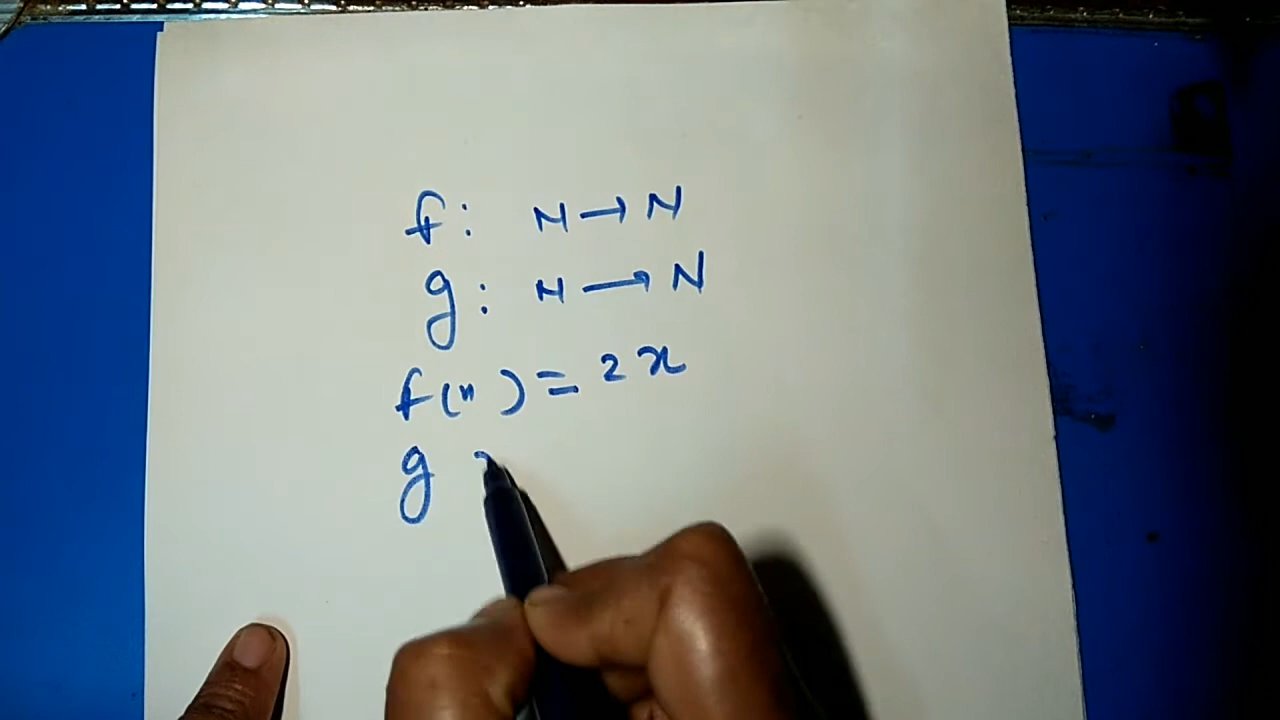 f: N→N
g: N→N
f(x)=2x
g